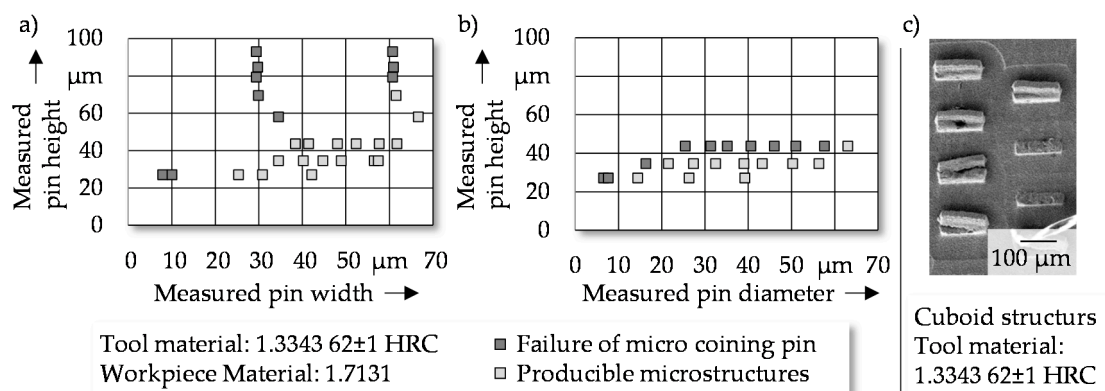 a)
Measured
pin height
100
μm
60
40
20
0
0 10 20 30 40 50 μm 70
Measured pin width
b)
Measured
pin height
100
μm
60
40
20
0
0 10 20 30 40 50 μm 70
Measured pin diameter
c)
100 μm
Tool material: 1.3343 62±1 HRC
Workpiece Material: 1.7131
Failure of micro coining pin
Producible microstructures
Cuboid structurs
Tool material:
1.3343 62±1 HRC